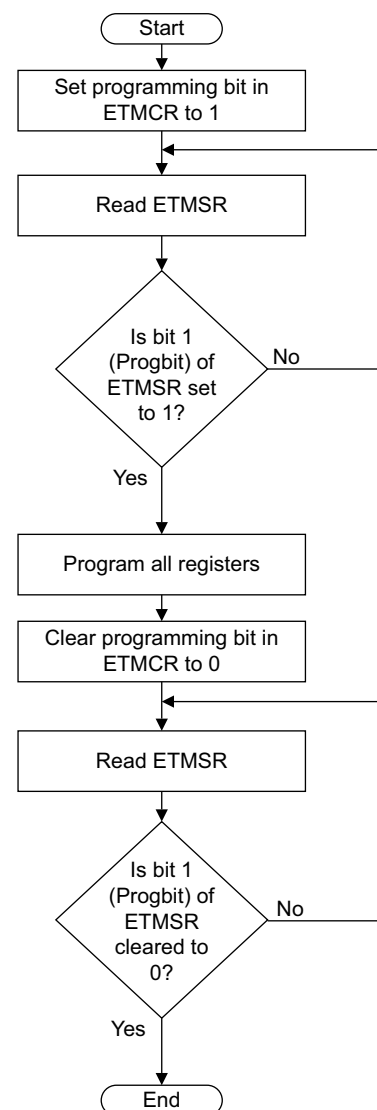 Start
Set programming bit in
ETMCR to 1
Read ETMSR
Is bit 1
(Progbit) of
ETMSR set
to 1?
No
Yes
Program all registers
Clear programming bit in
ETMCR to 0
Read ETMSR
Is bit 1
(Progbit) of
ETMSR
cleared to
0?
No
Yes
End